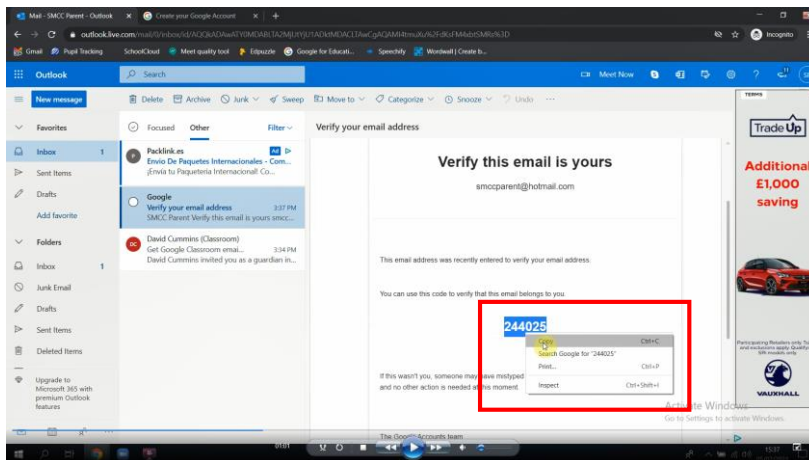 Mail - SMCC Parent - Outlook
Create your Google Account
outlook.live.com
Incognito
Gmail
Pupil Tracking
SchoolCloud
Meet quality tool
Edpuzzle
Google for Educati...
Speechify
Wordwall | Create b...
Outlook
Search
Meet Now
New message
Delete
Archive
Junk
Sweep
Move to
Categorize
Snooze
Undo
Favorites
Inbox 1
Sent Items
Drafts
Add favorite
Folders
Inbox 1
Junk Email
Drafts
Sent Items
Deleted Items
Upgrade to
Microsoft 365 with
premium Outlook
features
Focused
Other
Filter
Packlink.es
Ad
Envio De Paquetes Internacionales - Com...
¡Envía tu Paquetería Internacional! Co...
Google
Verify your email address 3:37 PM
SMCC Parent Verify this email is yours smcc...
DC
David Cummins (Classroom)
Get Google Classroom emai... 3:34 PM
David Cummins invited you as a guardian in...
Verify your email address
Verify this email is yours
smccparent@hotmail.com
This email address was recently entered to verify your email address.
You can use this code to verify that this email belongs to you
244025
Copy Ctrl+C
Search Google for "244025"
Print... Ctrl+P
Inspect Ctrl+Shift+I
If this wasn't you, someone may have mistyped
and no other action is needed at this moment.
The Google Accounts team
TERMS
Trade Up
Additional
£1,000
saving
VAUXHALL
Activate Windows
Go to Settings to activate Windows.
01:01
15:37